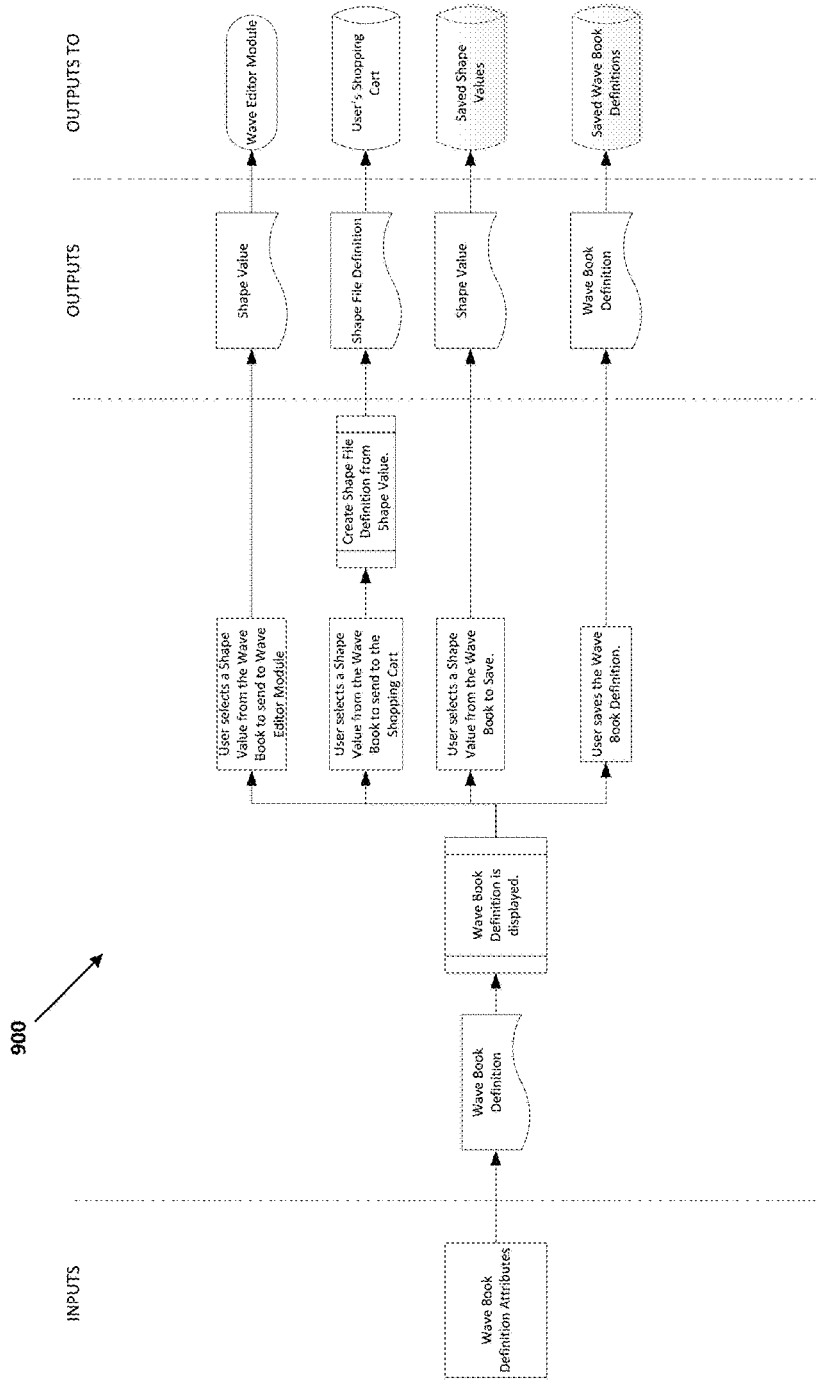 900
INPUTS
OUTPUTS
OUTPUTS TO
Wave Book
Definition Attributes
Wave Book
Definition
Wave Book
Definition is
displayed.
User selects a Shape
Value from the Wave
Book to send to Wave
Editor Module
Shape Value
Wave Editor Module
User selects a Shape
Value from the Wave
Book to send to the
Shopping Cart
Create Shape File
Definition from
Shape Value.
Shape File Definition
User's Shopping
Cart
User selects a Shape
Value from the Wave
Book to Save.
Shape Value
Saved Shape
Values
User saves the Wave
Book Definition.
Wave Book
Definition
Saved Wave Book
Definitions